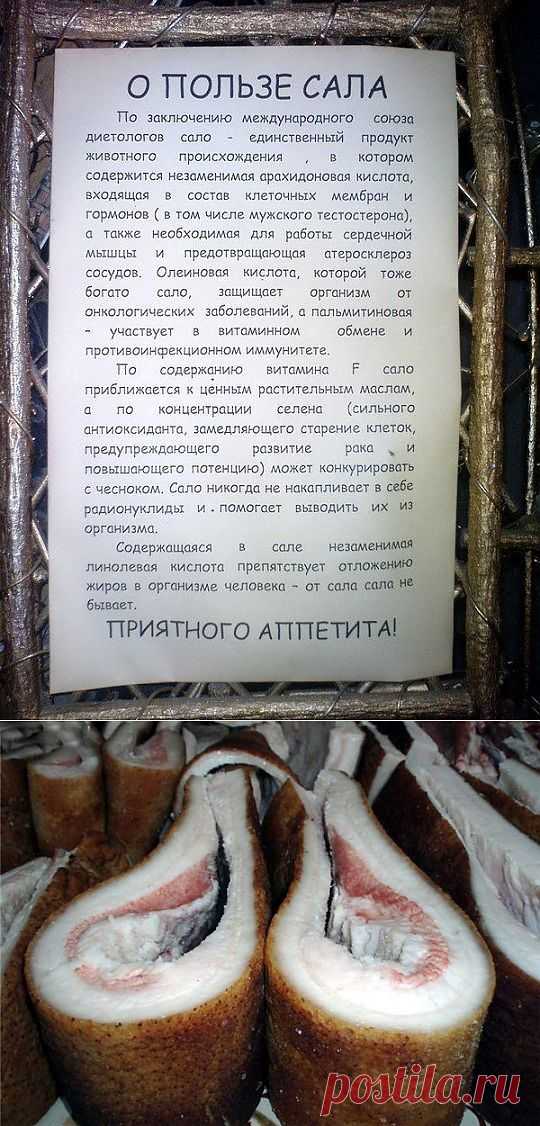 О ПОЛЬЗЕ САЛА
По заключению международного союза
диетологов сало - единственный продукт
животного происхождения , в котором
содержится незаменимая арахидоновая кислота,
входящая в состав клеточных мембран и
гормонов ( в том числе мужского тестостерона),
а также необходимая для работы сердечной
мышцы и предотвращающая атеросклероз
сосудов. Олеиновая кислота, которой тоже
богато сало, защищает организм от
онкологических заболеваний, а пальмитиновая
– участвует в витаминном обмене и
противоинфекционном иммунитете.
По содержанию витамина F сало
приближается к ценным растительным маслам,
а по концентрации селена (сильного
антиоксиданта, замедляющего старение клеток,
предупреждающего развитие рака и
повышающего потенцию) может конкурировать
с чесноком. Сало никогда не накапливает в себе
радионуклиды и помогает выводить их из
организма.
Содержащаяся в сале незаменимая
линолевая кислота препятствует отложению
жиров в организме человека – от сала сала не
бывает.
ПРИЯТНОГО АППЕТИТА!
postila.ru